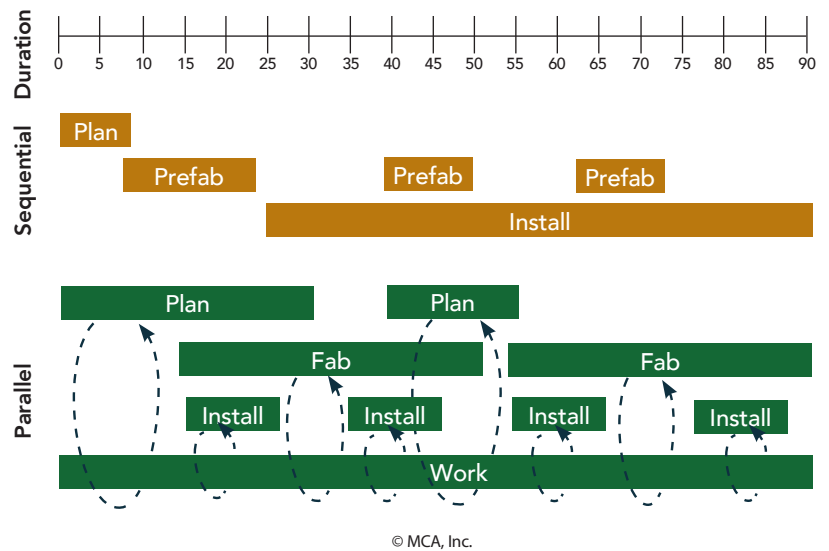 Duration
0 5 10 15 20 25 30 35 40 45 50 55 60 65 70 75 80 85 90
Sequential
Plan
Prefab Prefab Prefab
Install
Parallel
Plan Plan
Fab Fab
Install Install Install Install
Work
© MCA, Inc.